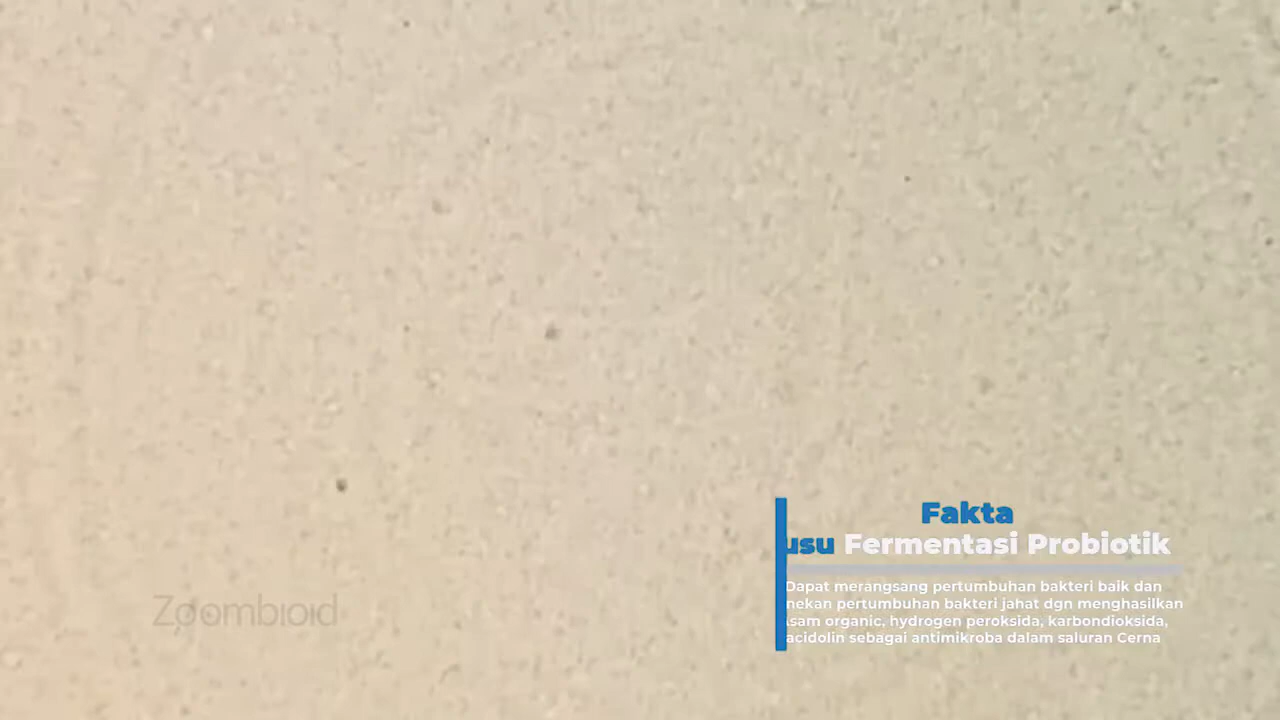 Fakta
usu Fermentasi Probiotik
Dapat merangsang pertumbuhan bakteri baik dan
nekan pertumbuhan bakteri jahat dgn menghasilkan
sam organic, hydrogen peroksida, karbondioksida,
acidolin sebagai antimikroba dalam saluran Cerna
Zoombioid